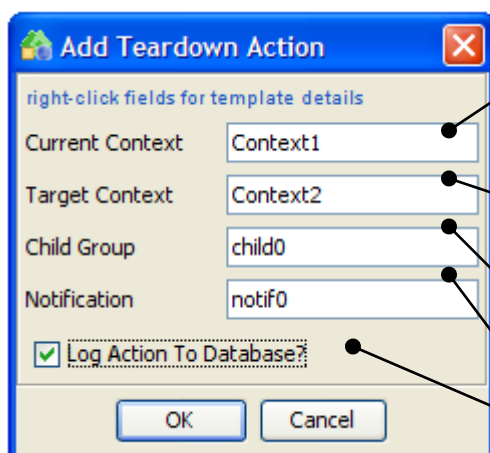 Add Teardown Action
right-click fields for template details
Current Context Context1
Target Context Context2
Child Group child0
Notification notif0
Log Action To Database?
OK Cancel